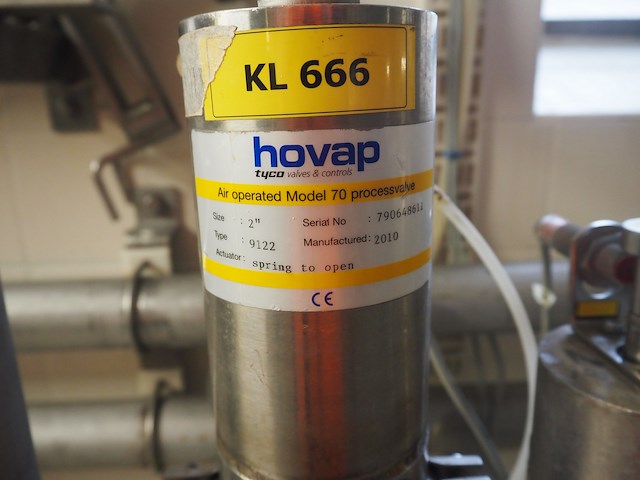 KL 666
hovap
tyco valves & controls
Air operated Model 70 processvalve
Size : 2" Serial No : 790648614
Type : 9122 Manufactured: 2010
Actuator: spring to open
CE